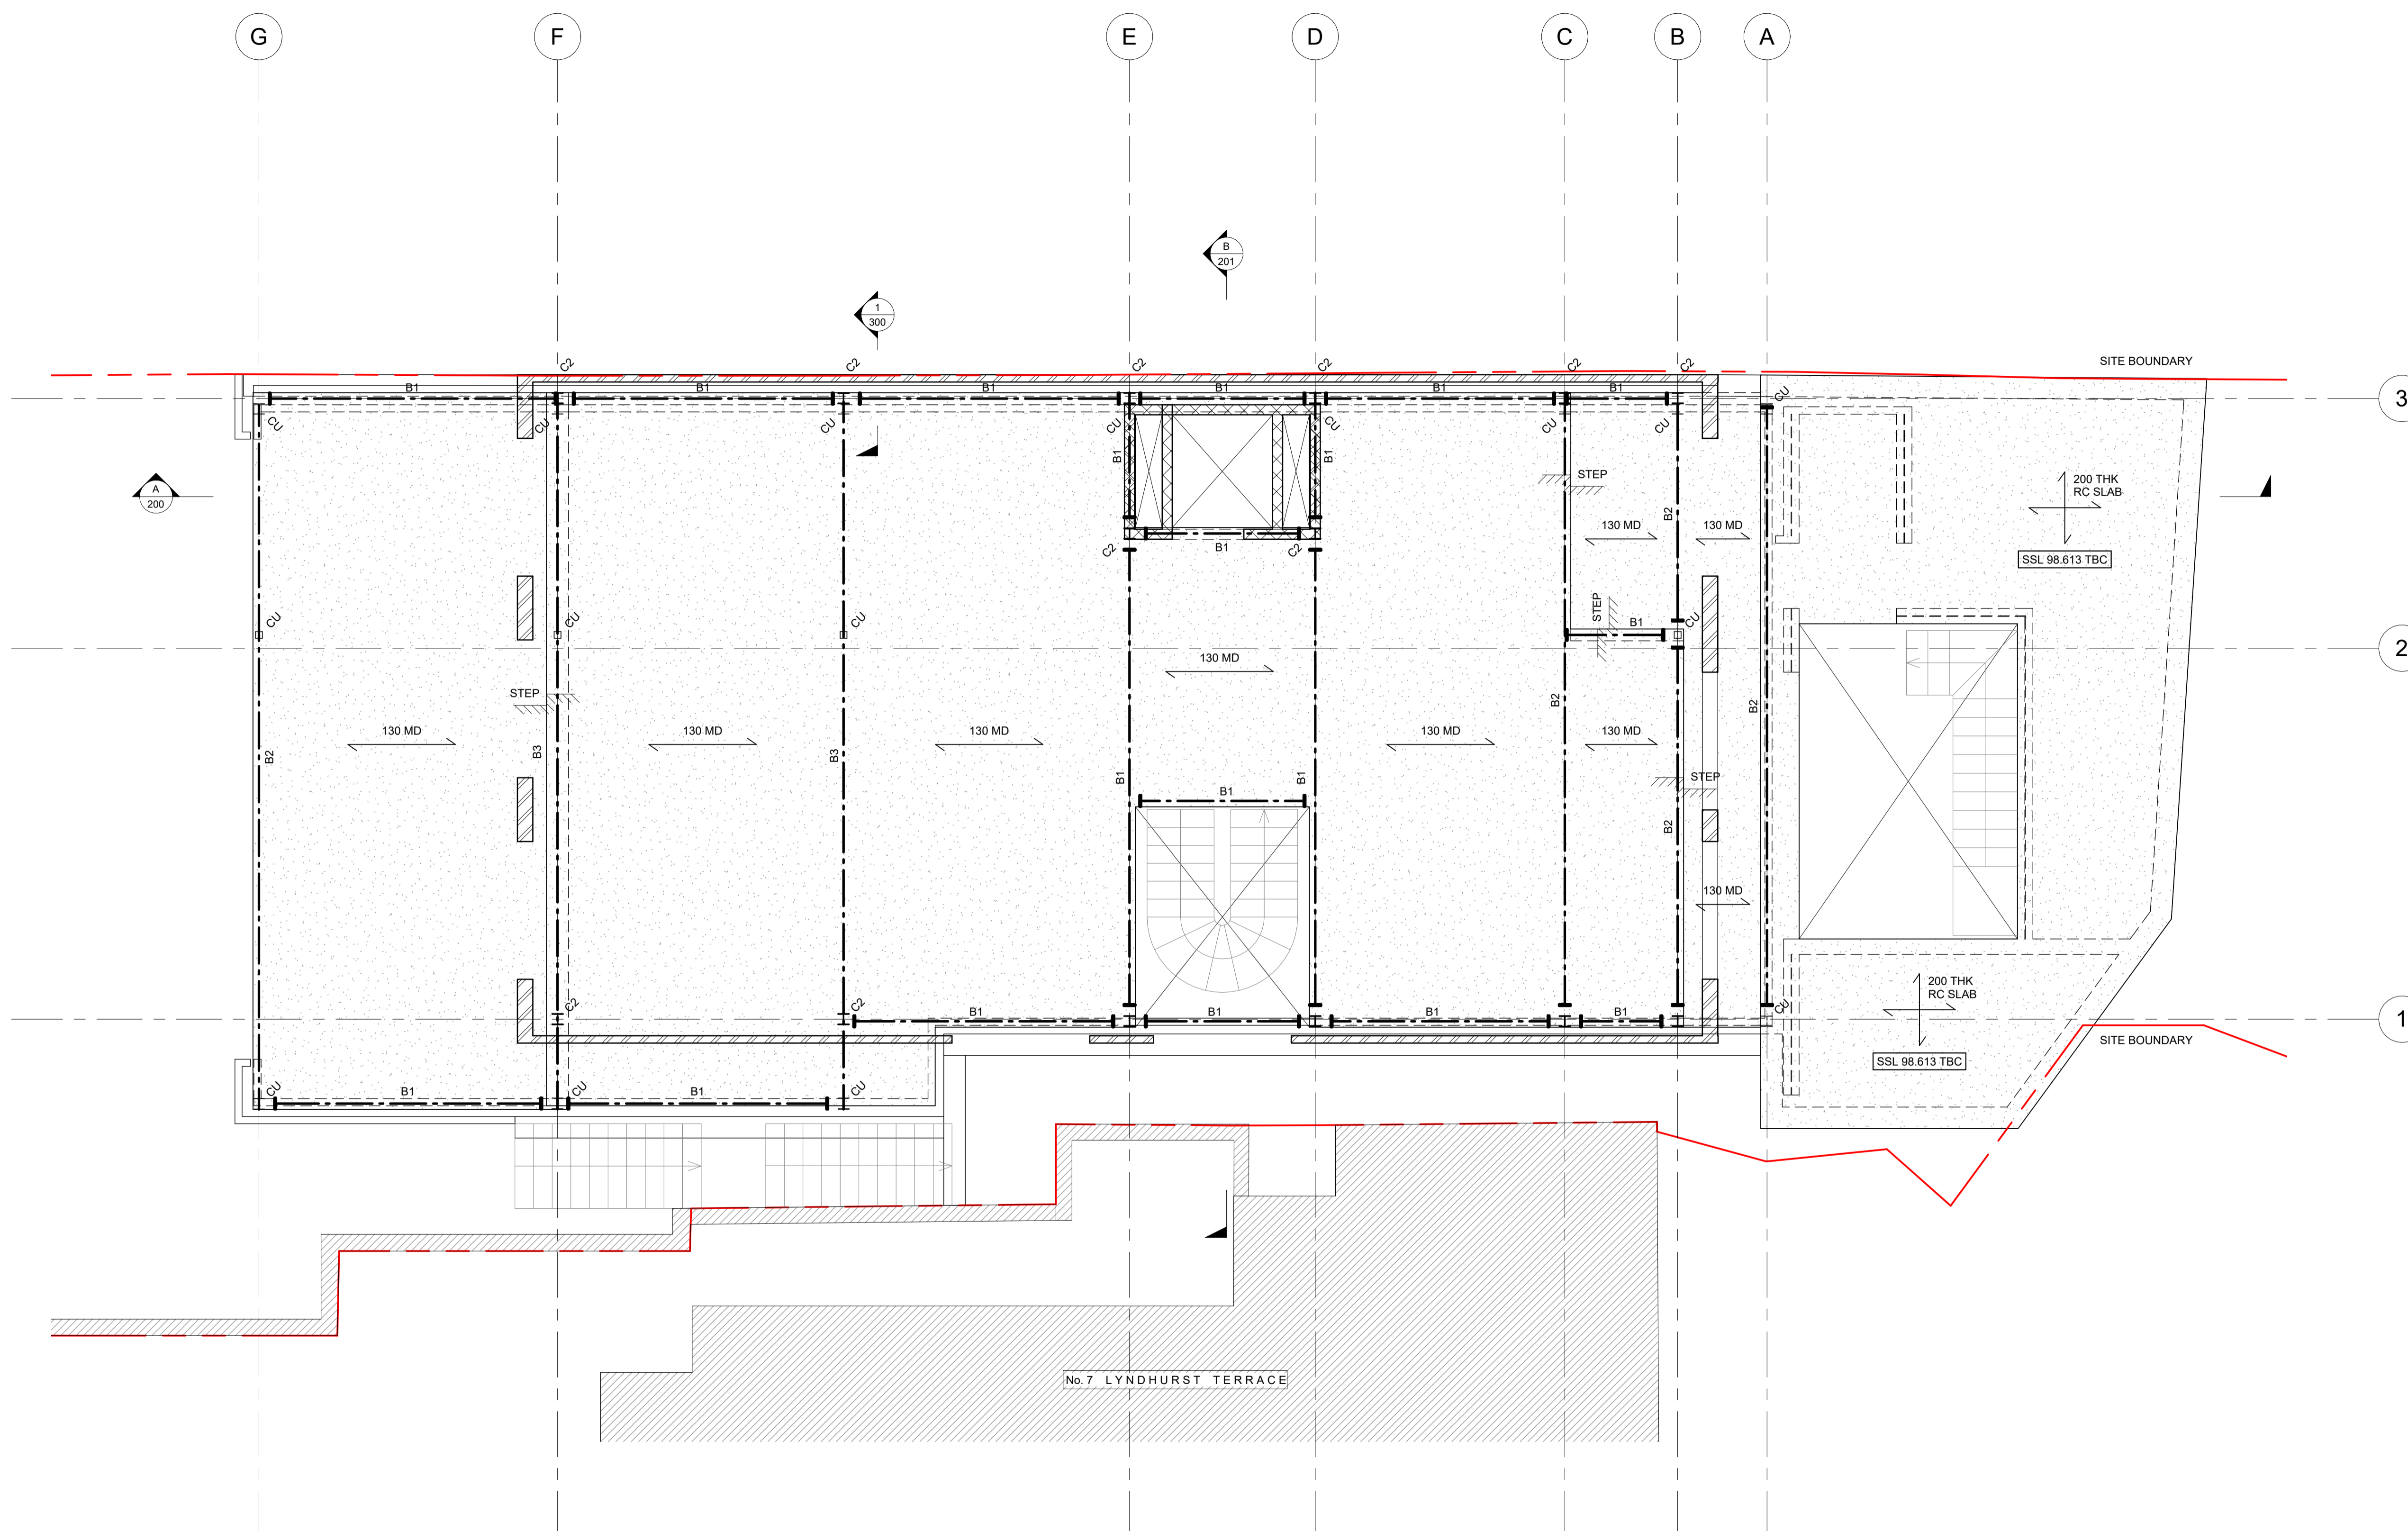 G
F
E
D
C
B
A
B
201
1
300
SITE BOUNDARY
C2
C2
C2
C2
C2
C2
B1
B1
B1
B1
B1
B1
CU
3
CU
CU
CU
CU
CU
CU
CU
B1
B1
STEP
200 THK
RC SLAB
A
200
B2
130 MD
130 MD
C2
B1
C2
SSL 98.613 TBC
STEP
B1
CU
CU
CU
CU
2
130 MD
STEP
B2
B2
130 MD
130 MD
130 MD
130 MD
130 MD
B2
B3
B3
B1
B1
STEP
B1
B2
130 MD
200 THK
RC SLAB
C2
C2
B1
B1
B1
B1
CU
1
SITE BOUNDARY
SSL 98.613 TBC
CU
B1
CU
B1
CU
No. 7 LYNDHURST TERRACE